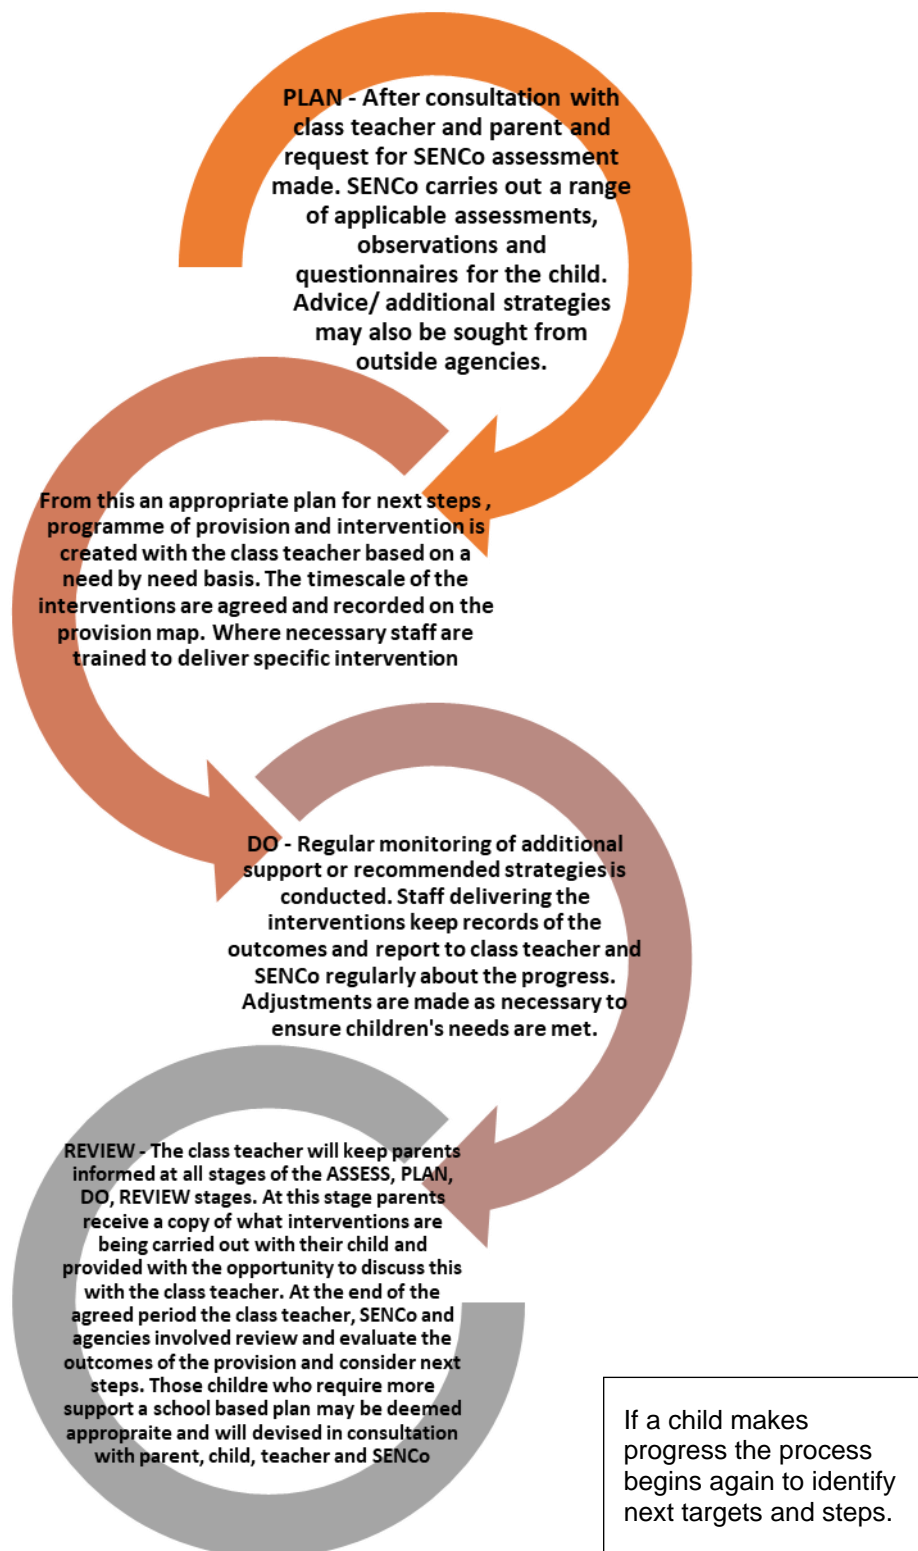 PLAN - After consultation with
class teacher and parent and
request for SENCo assessment
made. SENCo carries out a range
of applicable assessments,
observations and
questionnaires for the child.
Advice/ additional strategies
may also be sought from
outside agencies.
From this an appropriate plan for next steps ,
programme of provision and intervention is
created with the class teacher based on a
need by need basis. The timescale of the
interventions are agreed and recorded on the
provision map. Where necessary staff are
trained to deliver specific intervention
DO - Regular monitoring of additional
support or recommended strategies is
conducted. Staff delivering the
interventions keep records of the
outcomes and report to class teacher and
SENCo regularly about the progress.
Adjustments are made as necessary to
ensure children's needs are met.
REVIEW - The class teacher will keep parents
informed at all stages of the ASSESS, PLAN,
DO, REVIEW stages. At this stage parents
receive a copy of what interventions are
being carried out with their child and
provided with the opportunity to discuss this
with the class teacher. At the end of the
agreed period the class teacher, SENCo and
agencies involved review and evaluate the
outcomes of the provision and consider next
steps. Those childre who require more
support a school based plan may be deemed
appropraite and will devised in consultation
with parent, child, teacher and SENCo
If a child makes
progress the process
begins again to identify
next targets and steps.